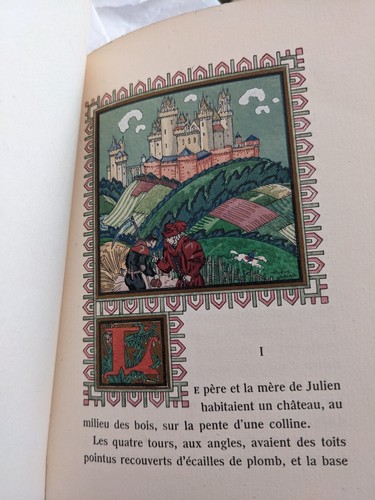 I
LE père et la mère de Julien
habitaient un château, au
milieu des bois, sur la pente d'une colline.
Les quatre tours, aux angles, avaient des toits
pointus recouverts d'écailles de plomb, et la base